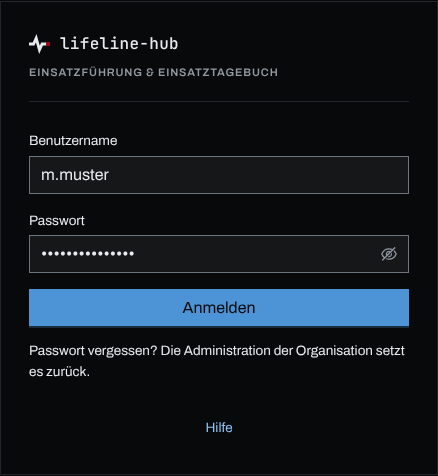 lifeline-hub
EINSATZFÜHRUNG & EINSATZTAGEBUCH
Benutzername
m.muster
Passwort
•••••••••••••••
Anmelden
Passwort vergessen? Die Administration der Organisation setzt
es zurück.
Hilfe